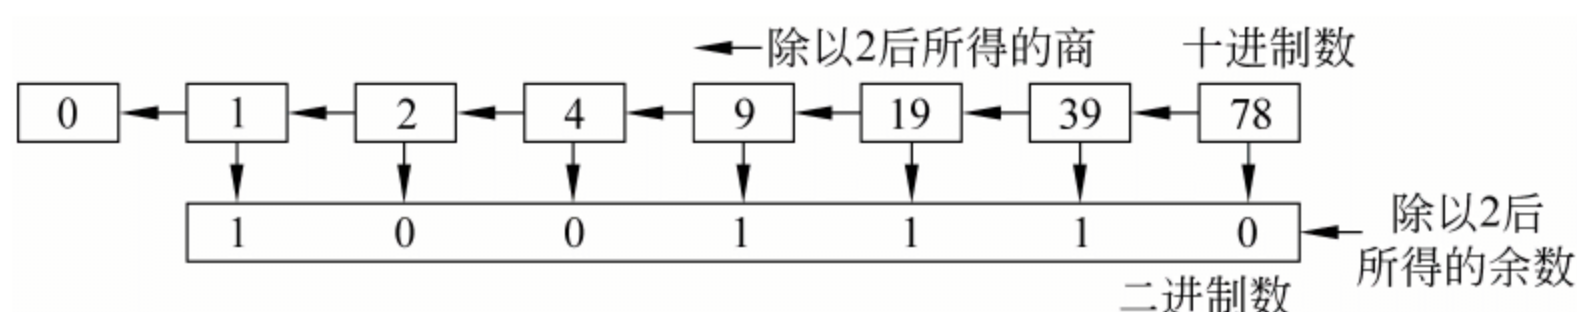 除以2后所得的商 十进制数
0 1 2 4 9 19 39 78
1 0 0 1 1 1 0
除以2后
所得的余数
二进制数